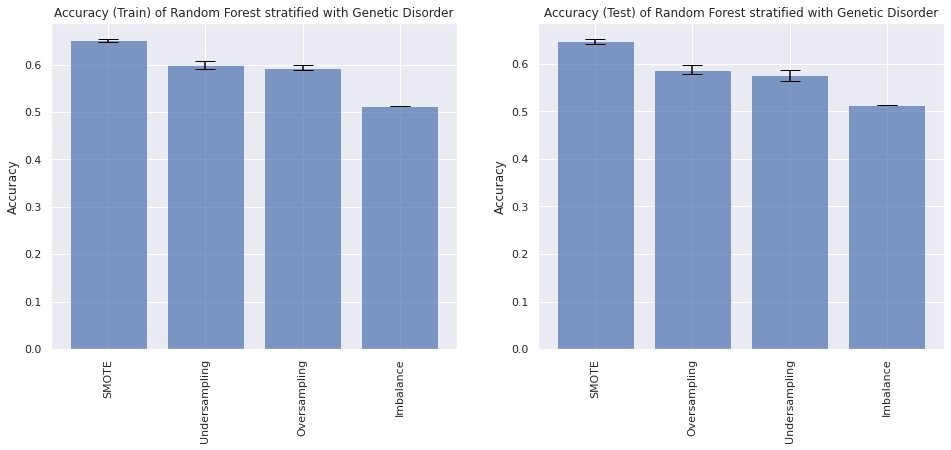 Accuracy (Train) of Random Forest stratified with Genetic Disorder
Accuracy
0.6
0.5
0.4
0.3
0.2
0.1
0.0
SMOTE
Undersampling
Oversampling
Imbalance
Accuracy (Test) of Random Forest stratified with Genetic Disorder
Accuracy
0.6
0.5
0.4
0.3
0.2
0.1
0.0
SMOTE
Oversampling
Undersampling
Imbalance